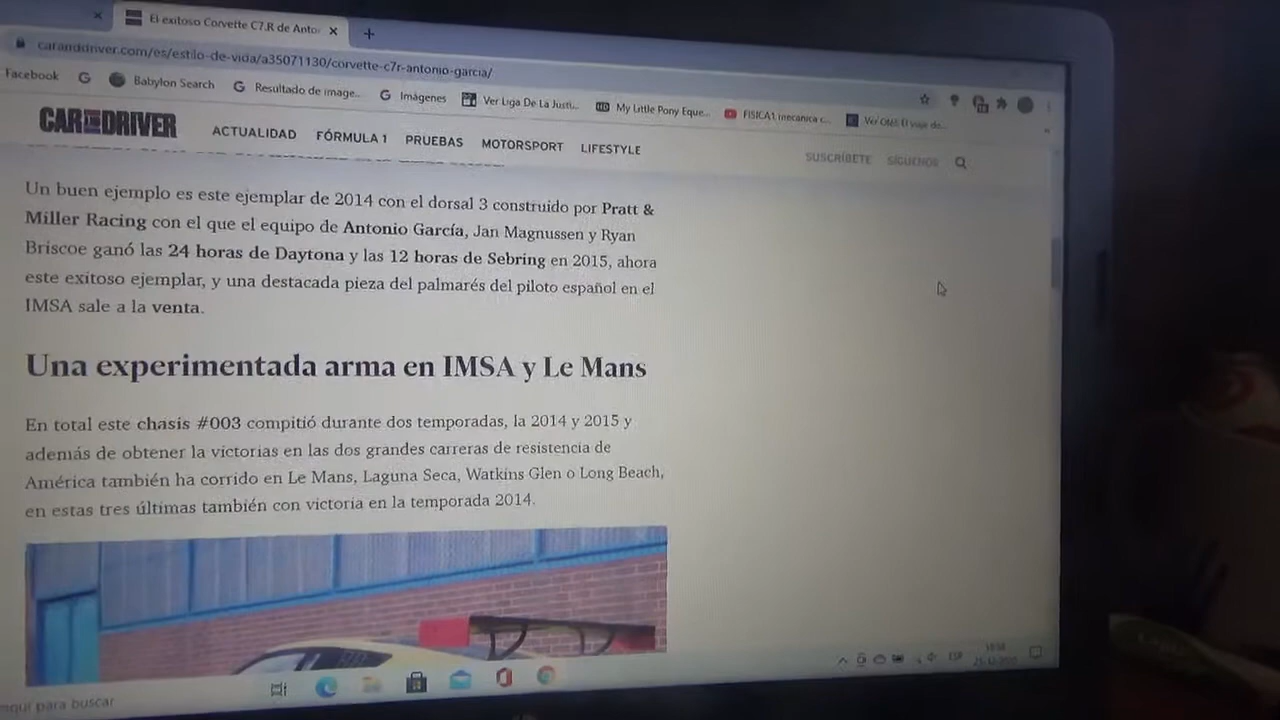 El exitoso Corvette C7.R de Anto
caranddriver.com/es/estilo-de-vida/a35071130/corvette-c7r-antonio-garcia/
Facebook
Babylon Search
Resultado de image...
Imágenes
Ver Liga De La Justi...
My Little Pony Eque...
FISICA1 mecanica c...
CAR AND DRIVER
ACTUALIDAD
FÓRMULA 1
PRUEBAS
MOTORSPORT
LIFESTYLE
SUSCRÍBETE
SÍGUENOS
Un buen ejemplo es este ejemplar de 2014 con el dorsal 3 construido por Pratt &
Miller Racing con el que el equipo de Antonio García, Jan Magnussen y Ryan
Briscoe ganó las 24 horas de Daytona y las 12 horas de Sebring en 2015, ahora
este exitoso ejemplar, y una destacada pieza del palmarés del piloto español en el
IMSA sale a la venta.
Una experimentada arma en IMSA y Le Mans
En total este chasis #003 compitió durante dos temporadas, la 2014 y 2015 y
además de obtener la victorias en las dos grandes carreras de resistencia de
América también ha corrido en Le Mans, Laguna Seca, Watkins Glen o Long Beach,
en estas tres últimas también con victoria en la temporada 2014.
aquí para buscar
ESP